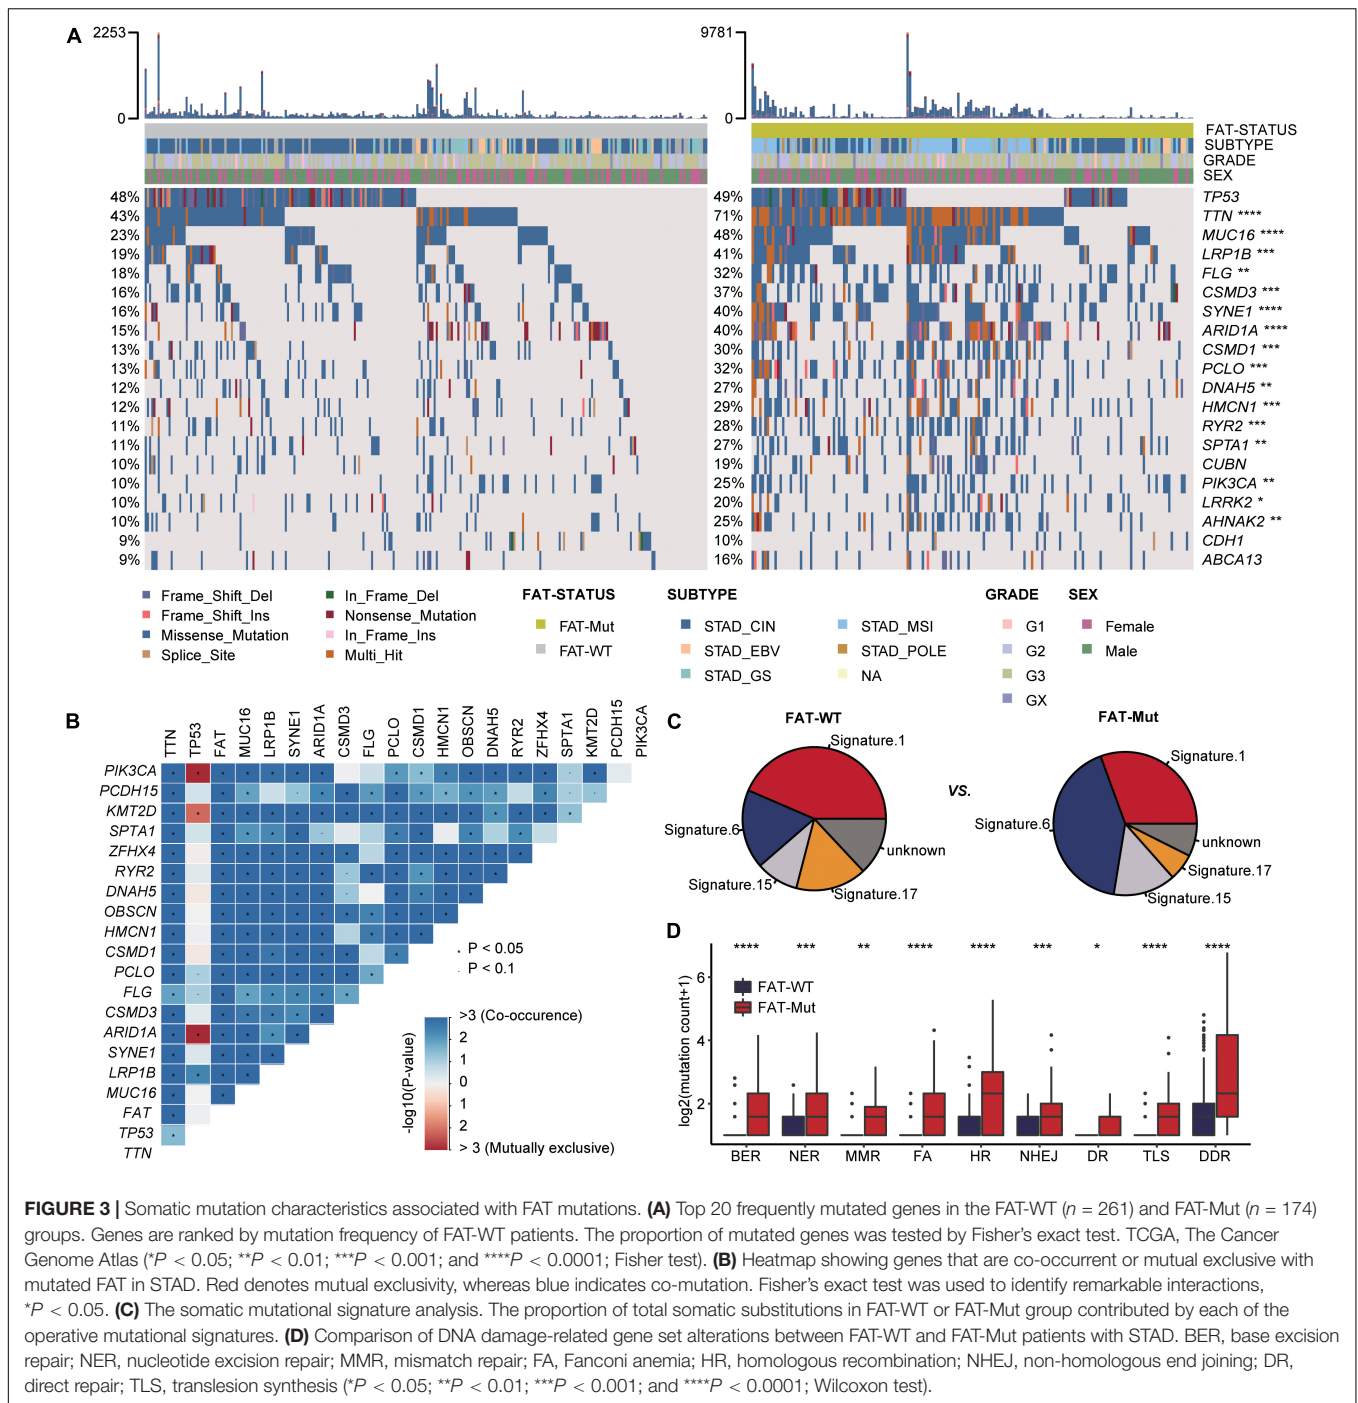 A
2253
0
9781
0
FAT-STATUS
SUBTYPE
GRADE
SEX
48% 49% TP53
43% 71% TTN ****
23% 48% MUC16 ****
19% 41% LRP1B ***
18% 32% FLG **
16% 37% CSMD3 ***
16% 40% SYNE1 ****
15% 40% ARID1A ****
13% 30% CSMD1 ***
13% 32% PCLO ***
12% 27% DNAH5 **
12% 29% HMCN1 ***
11% 28% RYR2 ***
11% 27% SPTA1 **
10% 19% CUBN
10% 25% PIK3CA **
10% 20% LRRK2 *
10% 25% AHNAK2 **
9% 10% CDH1
9% 16% ABCA13
Frame_Shift_Del
Frame_Shift_Ins
Missense_Mutation
Splice_Site
In_Frame_Del
Nonsense_Mutation
In_Frame_Ins
Multi_Hit
FAT-STATUS
FAT-Mut
FAT-WT
SUBTYPE
STAD_CIN
STAD_EBV
STAD_GS
STAD_MSI
STAD_POLE
NA
GRADE
G1
G2
G3
GX
SEX
Female
Male
B
TTN
TP53
FAT
MUC16
LRP1B
SYNE1
ARID1A
CSMD3
FLG
PCLO
CSMD1
HMCN1
OBSCN
DNAH5
RYR2
ZFHX4
SPTA1
KMT2D
PCDH15
PIK3CA
PIK3CA
PCDH15
KMT2D
SPTA1
ZFHX4
RYR2
DNAH5
OBSCN
HMCN1
CSMD1
PCLO
FLG
CSMD3
ARID1A
SYNE1
LRP1B
MUC16
FAT
TP53
TTN
* P < 0.05
· P < 0.1
-log10(P-value)
>3 (Co-occurence)
2
1
0
1
2
> 3 (Mutually exclusive)
C
FAT-WT
Signature.1
Signature.6
Signature.15
Signature.17
unknown
VS.
FAT-Mut
Signature.1
Signature.6
unknown
Signature.17
Signature.15
D
**** *** ** **** **** *** * **** ****
log2(mutation count+1)
6
4
2
FAT-WT
FAT-Mut
BER NER MMR FA HR NHEJ DR TLS DDR
FIGURE 3 | Somatic mutation characteristics associated with FAT mutations. (A) Top 20 frequently mutated genes in the FAT-WT (n = 261) and FAT-Mut (n = 174)
groups. Genes are ranked by mutation frequency of FAT-WT patients. The proportion of mutated genes was tested by Fisher's exact test. TCGA, The Cancer
Genome Atlas (*P < 0.05; **P < 0.01; ***P < 0.001; and ****P < 0.0001; Fisher test). (B) Heatmap showing genes that are co-occurrent or mutual exclusive with
mutated FAT in STAD. Red denotes mutual exclusivity, whereas blue indicates co-mutation. Fisher's exact test was used to identify remarkable interactions,
*P < 0.05. (C) The somatic mutational signature analysis. The proportion of total somatic substitutions in FAT-WT or FAT-Mut group contributed by each of the
operative mutational signatures. (D) Comparison of DNA damage-related gene set alterations between FAT-WT and FAT-Mut patients with STAD. BER, base excision
repair; NER, nucleotide excision repair; MMR, mismatch repair; FA, Fanconi anemia; HR, homologous recombination; NHEJ, non-homologous end joining; DR,
direct repair; TLS, translesion synthesis (*P < 0.05; **P < 0.01; ***P < 0.001; and ****P < 0.0001; Wilcoxon test).